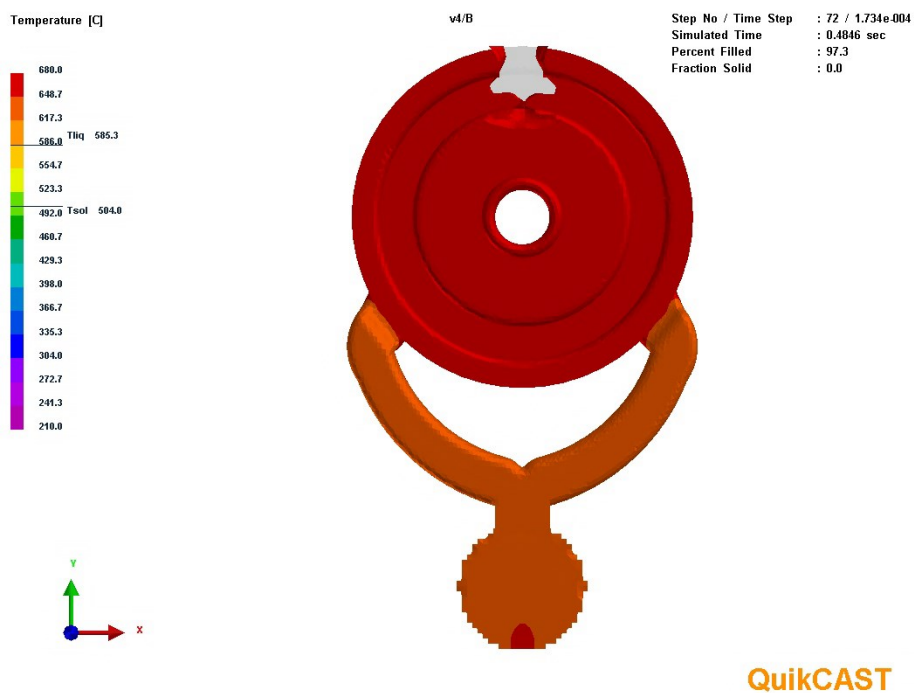 Temperature [C]
v4/B
Step No / Time Step : 72 / 1.734e-004
Simulated Time : 0.4846 sec
Percent Filled : 97.3
Fraction Solid : 0.0
680.0
648.7
617.3
Tliq 585.3
586.0
554.7
523.3
492.0
Tsol 504.0
460.7
429.3
398.0
366.7
335.3
304.0
272.7
241.3
210.0
Y
X
QuikCAST